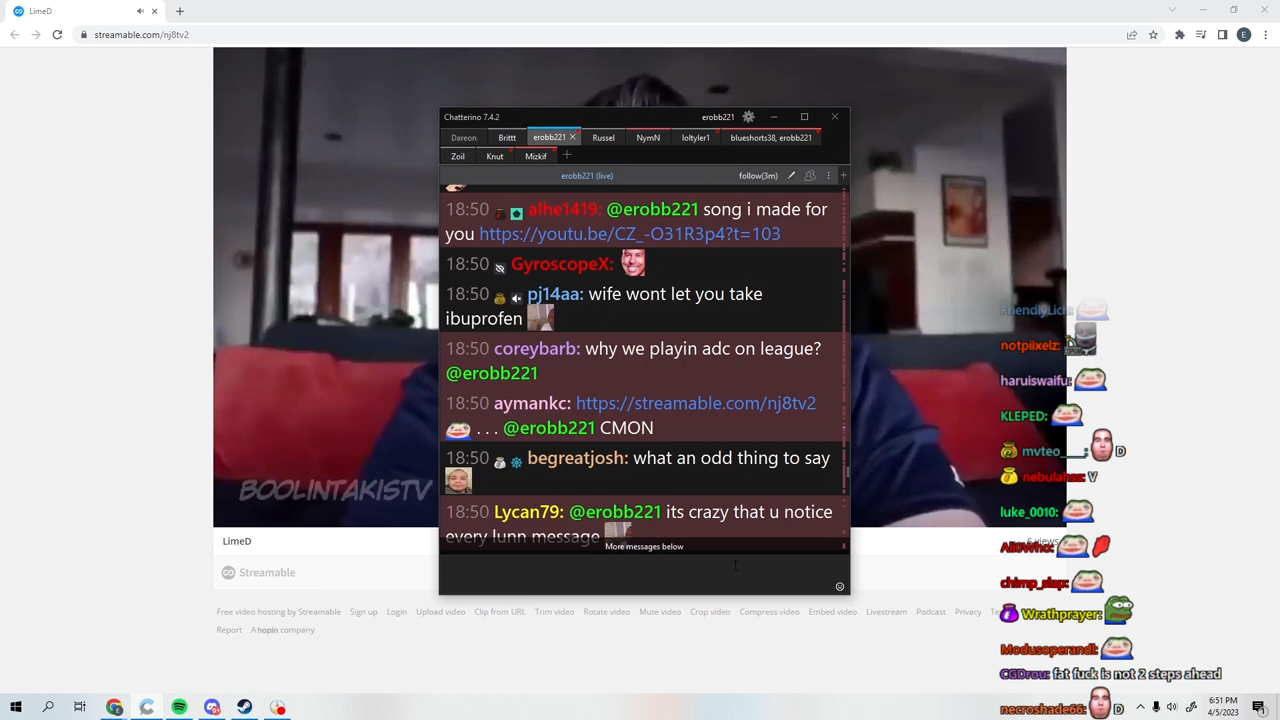 LimeD
streamable.com/nj8tv2
E
Chatterino 7.4.2
erobb221
Dareon Brittt erobb221 Russel NymN loltyler1 blueshorts38, erobb221
Zoil Knut Mizkif
erobb221 (live)
follow(3m)
18:50 alhe1419: @erobb221 song i made for
you https://youtu.be/CZ_-O31R3p4?t=103
18:50 GyroscopeX:
18:50 pj14aa: wife wont let you take
ibuprofen
18:50 coreybarb: why we playin adc on league?
@erobb221
18:50 aymankc: https://streamable.com/nj8tv2
. . . @erobb221 CMON
18:50 begreatjosh: what an odd thing to say
18:50 Lycan79: @erobb221 its crazy that u notice
every lunn message
More messages below
BOOLINTAKISTV
LimeD
6 views
Streamable
Free video hosting by Streamable Sign up Login Upload video Clip from URL Trim video Rotate video Mute video Crop video Compress video Embed video Livestream Podcast Privacy
Report A hopin company
notpiixelz:
haruiswaifu:
KLEPED:
mvteo____: D
V
luke_0010:
Ali0Who:
chimp_slap:
Wrathprayer:
Modusoperandi:
CGDrou: fat fuck is not 2 steps ahead
necroshade66: D
6:51 PM
4/5/2023